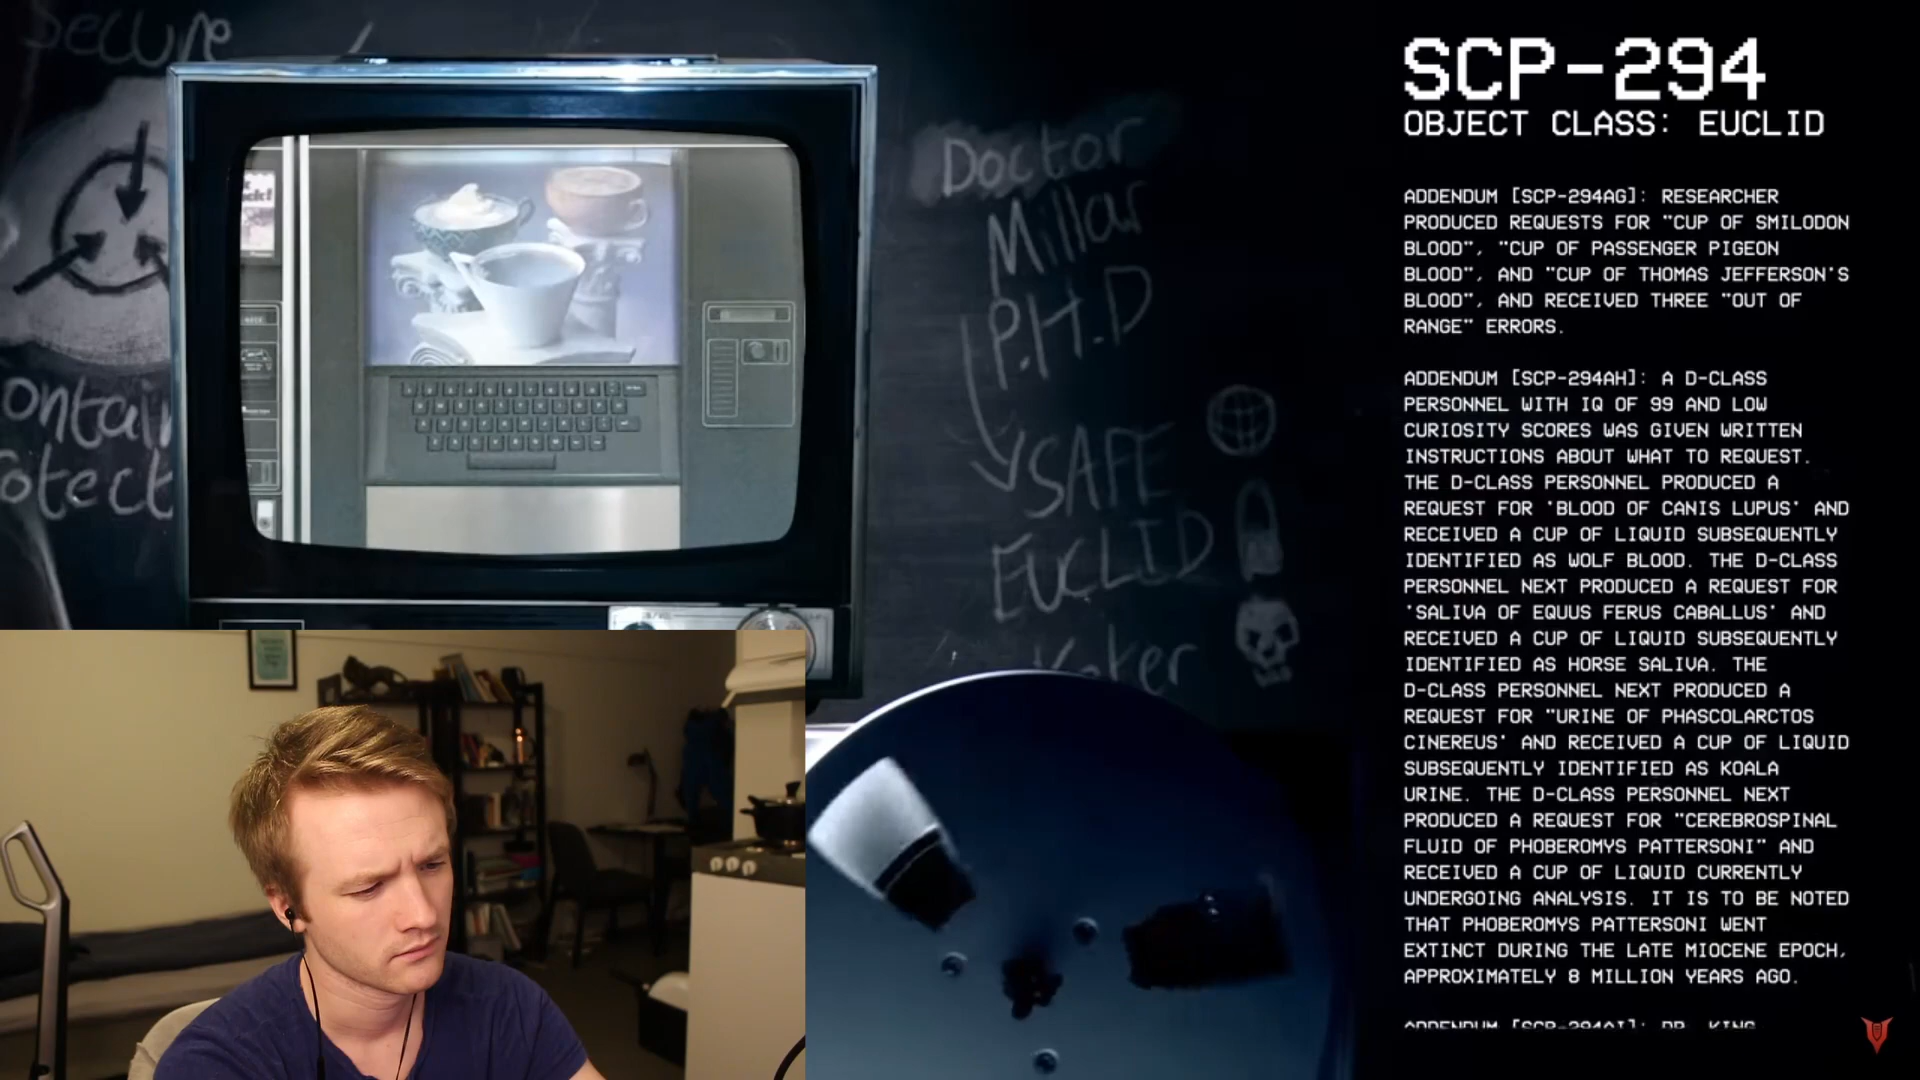 Secure
Doctor
Millar
P.H.D
SAFE
EUCLID
SCP-294
OBJECT CLASS: EUCLID
ADDENDUM [SCP-294AG]: RESEARCHER
PRODUCED REQUESTS FOR "CUP OF SMILODON
BLOOD", "CUP OF PASSENGER PIGEON
BLOOD", AND "CUP OF THOMAS JEFFERSON'S
BLOOD", AND RECEIVED THREE "OUT OF
RANGE" ERRORS.
ADDENDUM [SCP-294AH]: A D-CLASS
PERSONNEL WITH IQ OF 99 AND LOW
CURIOSITY SCORES WAS GIVEN WRITTEN
INSTRUCTIONS ABOUT WHAT TO REQUEST.
THE D-CLASS PERSONNEL PRODUCED A
REQUEST FOR 'BLOOD OF CANIS LUPUS' AND
RECEIVED A CUP OF LIQUID SUBSEQUENTLY
IDENTIFIED AS WOLF BLOOD. THE D-CLASS
PERSONNEL NEXT PRODUCED A REQUEST FOR
'SALIVA OF EQUUS FERUS CABALLUS' AND
RECEIVED A CUP OF LIQUID SUBSEQUENTLY
IDENTIFIED AS HORSE SALIVA. THE
D-CLASS PERSONNEL NEXT PRODUCED A
REQUEST FOR "URINE OF PHASCOLARCTOS
CINEREUS' AND RECEIVED A CUP OF LIQUID
SUBSEQUENTLY IDENTIFIED AS KOALA
URINE. THE D-CLASS PERSONNEL NEXT
PRODUCED A REQUEST FOR "CEREBROSPINAL
FLUID OF PHOBEROMYS PATTERSONI" AND
RECEIVED A CUP OF LIQUID CURRENTLY
UNDERGOING ANALYSIS. IT IS TO BE NOTED
THAT PHOBEROMYS PATTERSONI WENT
EXTINCT DURING THE LATE MIOCENE EPOCH,
APPROXIMATELY 8 MILLION YEARS AGO.
ADDENDUM [SCP-294AI]: DR. KING